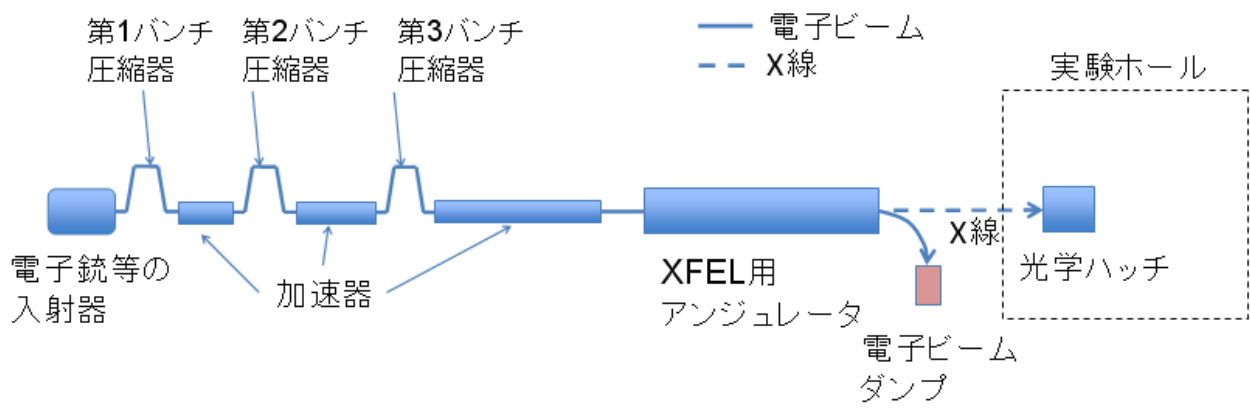 第1バンチ
圧縮器
第2バンチ
圧縮器
第3バンチ
圧縮器
電子ビーム
X線
実験ホール
電子銃等の
入射器
加速器
XFEL用
アンジュレータ
X線
光学ハッチ
電子ビーム
ダンプ